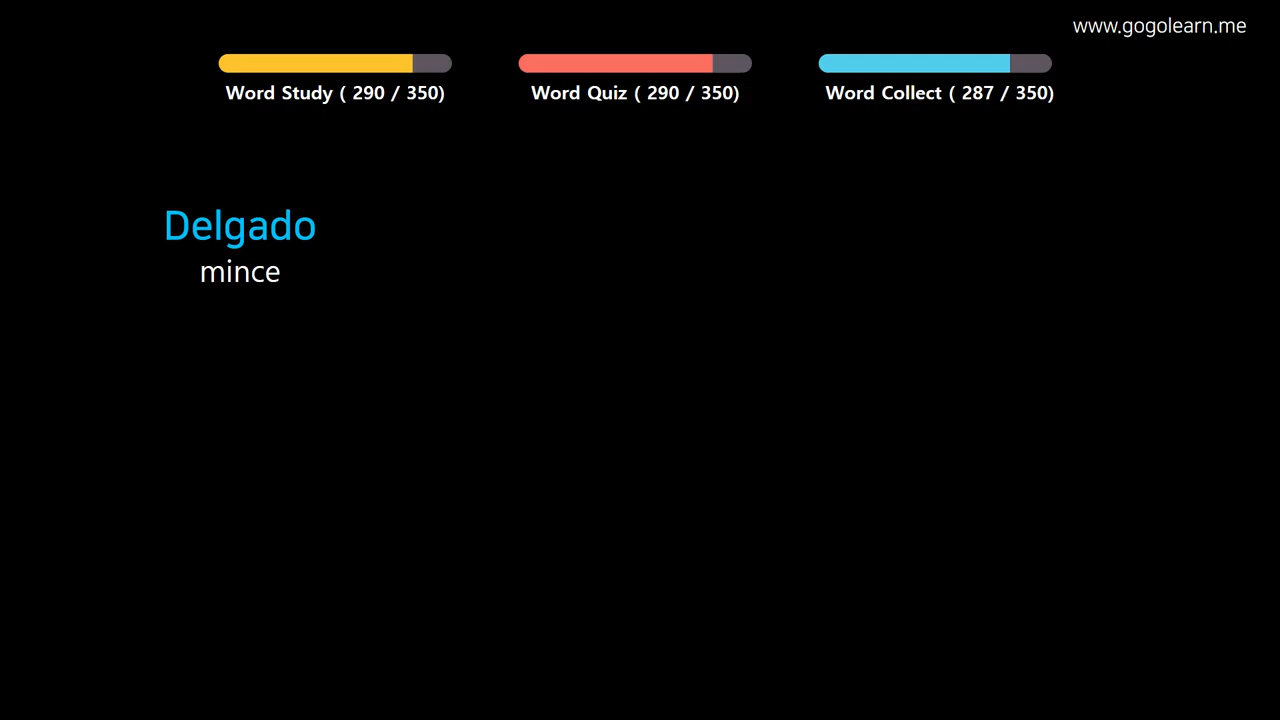 www.gogolearn.me
Word Study ( 290 / 350)
Word Quiz ( 290 / 350)
Word Collect ( 287 / 350)
Delgado
mince